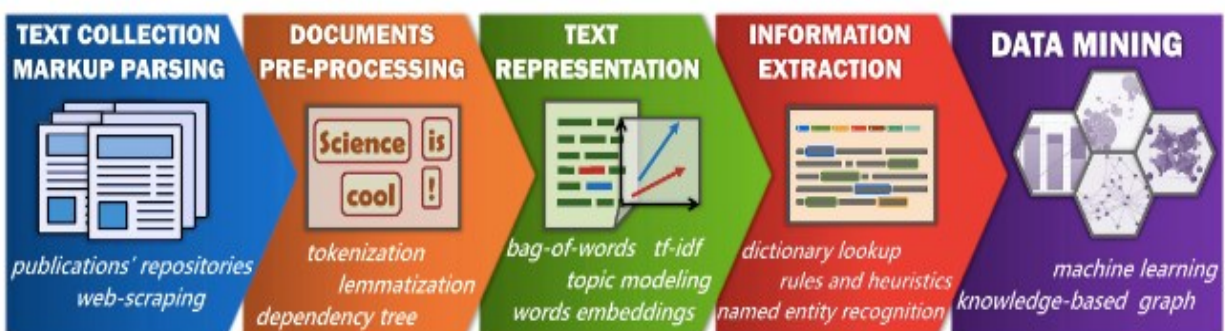 TEXT COLLECTION
MARKUP PARSING
publications' repositories
web-scraping
DOCUMENTS
PRE-PROCESSING
Science is
cool !
tokenization
lemmatization
dependency tree
TEXT
REPRESENTATION
bag-of-words tf-idf
topic modeling
words embeddings
INFORMATION
EXTRACTION
dictionary lookup
rules and heuristics
named entity recognition
DATA MINING
machine learning
knowledge-based graph